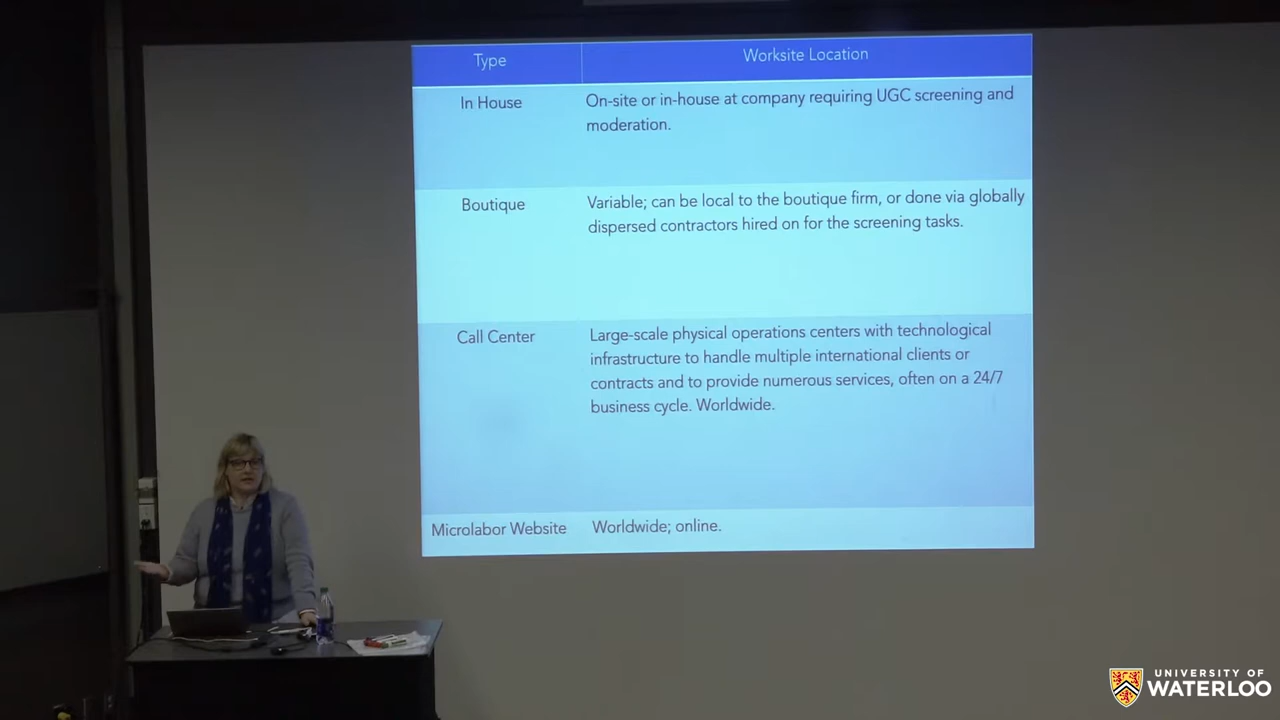 Type
Worksite Location
In House
On-site or in-house at company requiring UGC screening and
moderation.
Boutique
Variable; can be local to the boutique firm, or done via globally
dispersed contractors hired on for the screening tasks.
Call Center
Large-scale physical operations centers with technological
infrastructure to handle multiple international clients or
contracts and to provide numerous services, often on a 24/7
business cycle. Worldwide.
Microlabor Website
Worldwide; online.
UNIVERSITY OF
WATERLOO